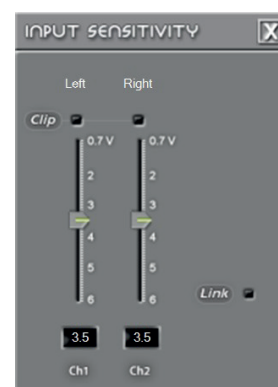 INPUT SENSITIVITY X
Left Right
Clip
0.7 V 0.7 V
2 2
3 3
4 4
5 5
6 6
Link
3.5 3.5
Ch1 Ch2